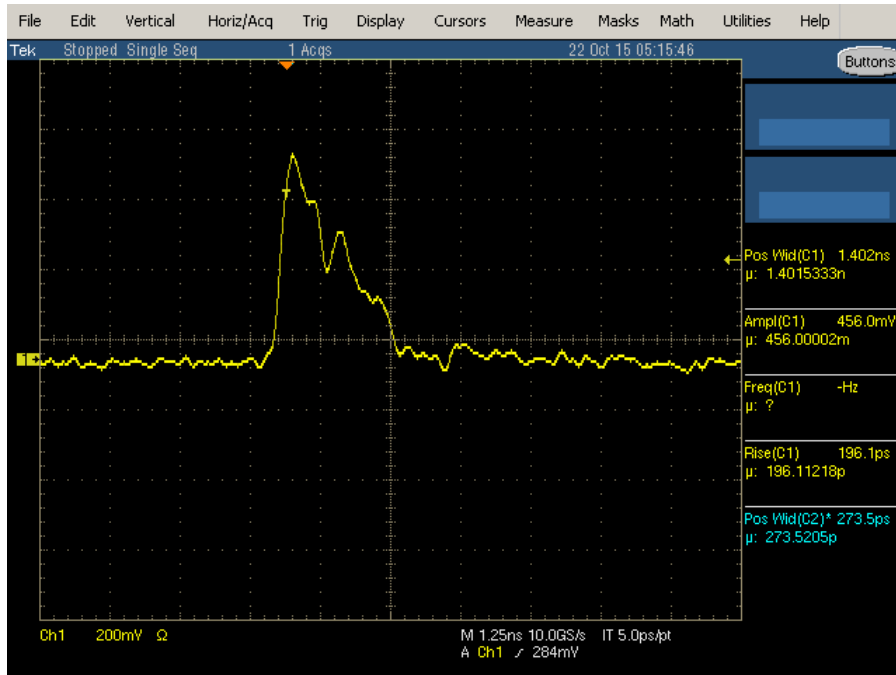 File Edit Vertical Horiz/Acq Trig Display Cursors Measure Masks Math Utilities Help
Tek Stopped Single Seq 1 Acqs 22 Oct 15 05:15:46
Buttons
Pos Wid(C1) 1.402ns
µ: 1.4015333n
Ampl(C1) 456.0mV
µ: 456.00002m
Freq(C1) -Hz
µ: ?
Rise(C1) 196.1ps
µ: 196.11218p
Pos Wid(C2)* 273.5ps
µ: 273.5205p
1
Ch1 200mV Ω
M 1.25ns 10.0GS/s IT 5.0ps/pt
A Ch1 ⁄ 284mV